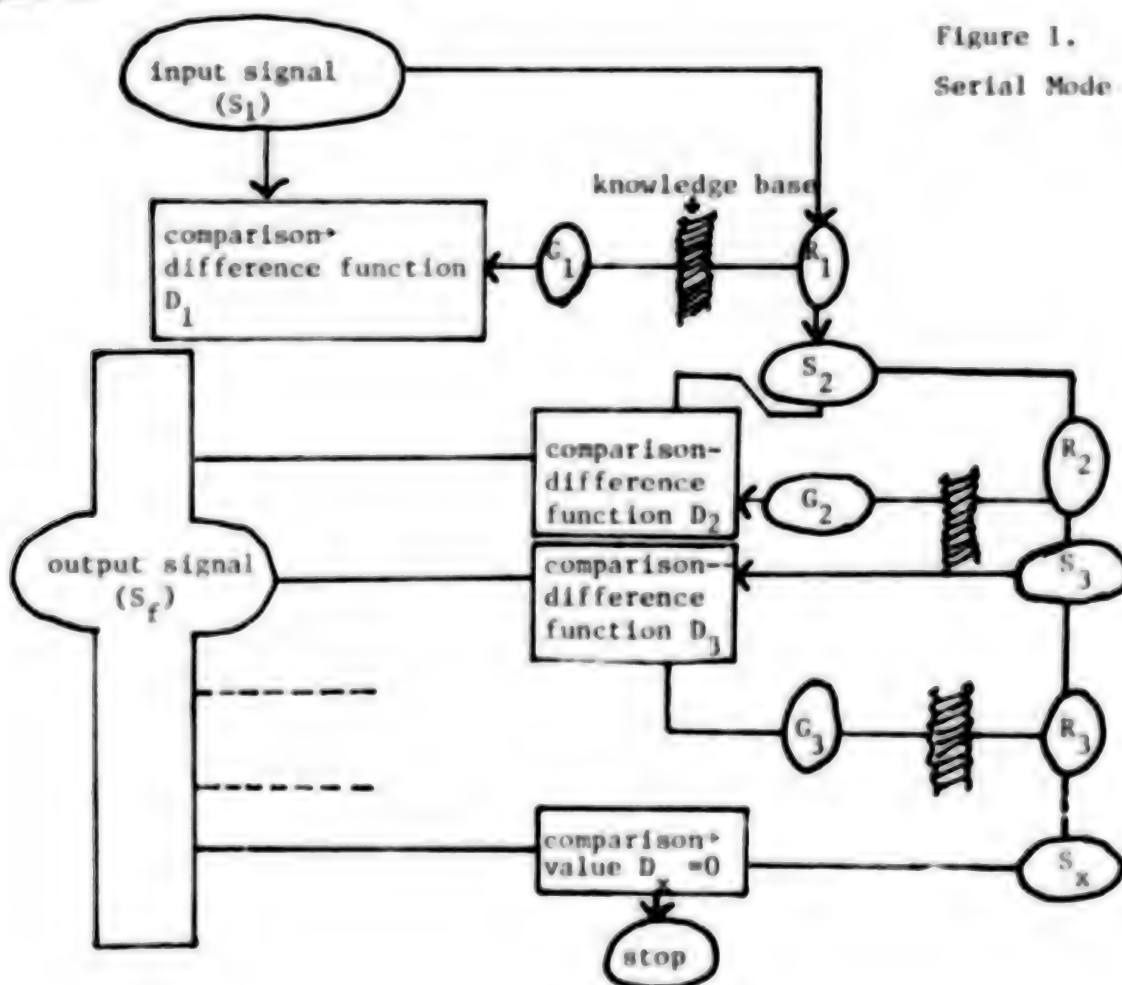 Figure 1.
Serial Mode
input signal
(S1)
knowledge base
comparison→
difference function
D1
G1
R1
S2
comparison-
difference
function D2
G2
R2
output signal
(Sf)
comparison-
difference
function D3
S3
G3
R3
comparison→
value Dx =0
Sx
stop